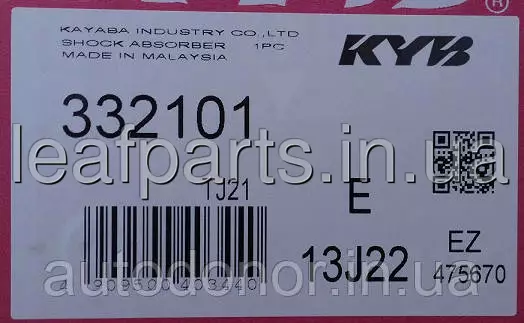 KAYABA INDUSTRY CO.,LTD
SHOCK ABSORBER 1PC
MADE IN MALAYSIA
KYB
®
332101
leafparts.in.ua
1J21
E
13J22
EZ
475670
autodonor.in.ua